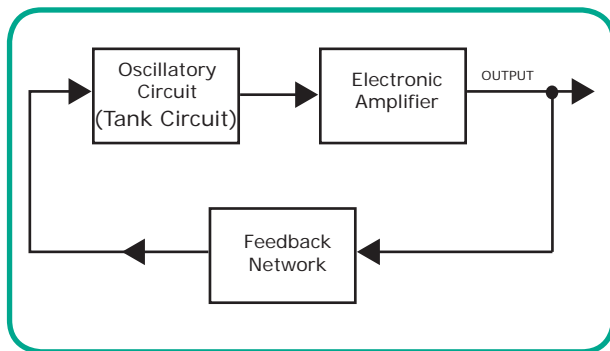 Oscillatory
Circuit
(Tank Circuit)
Electronic
Amplifier
OUTPUT
Feedback
Network